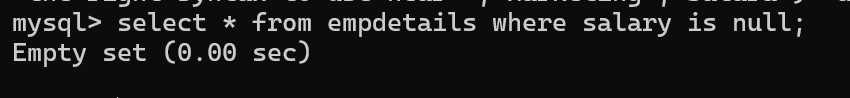 mysql> select * from empdetails where salary is null;
Empty set (0.00 sec)